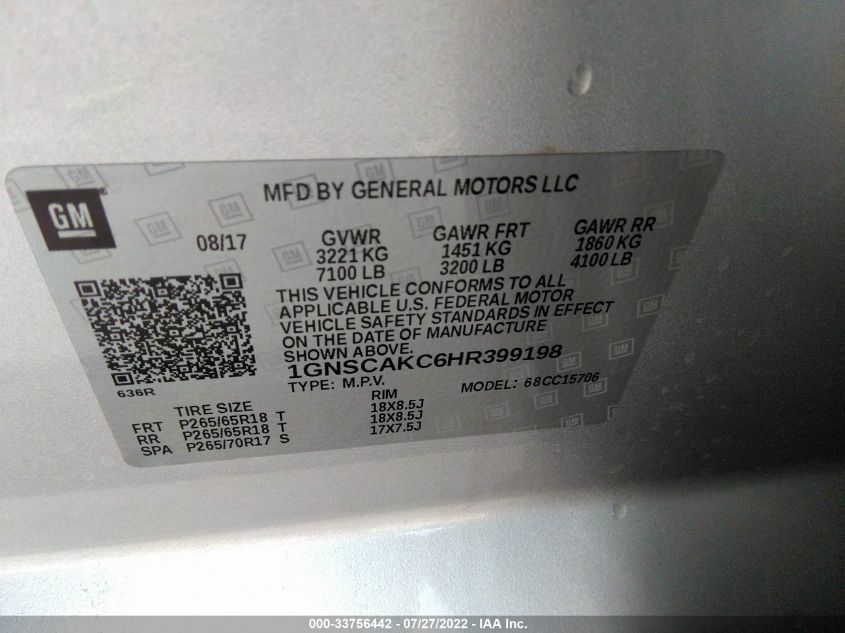 GM
MFD BY GENERAL MOTORS LLC
08/17
GVWR GAWR FRT GAWR RR
3221 KG 1451 KG 1860 KG
7100 LB 3200 LB 4100 LB
THIS VEHICLE CONFORMS TO ALL
APPLICABLE U.S. FEDERAL MOTOR
VEHICLE SAFETY STANDARDS IN EFFECT
ON THE DATE OF MANUFACTURE
SHOWN ABOVE.
1GNSCAKC6HR399198
TYPE: M.P.V. MODEL: 68CC15706
636R
TIRE SIZE RIM
FRT P265/65R18 T 18X8.5J
RR P265/65R18 T 18X8.5J
SPA P265/70R17 S 17X7.5J
000-33756442 - 07/27/2022 - IAA Inc.